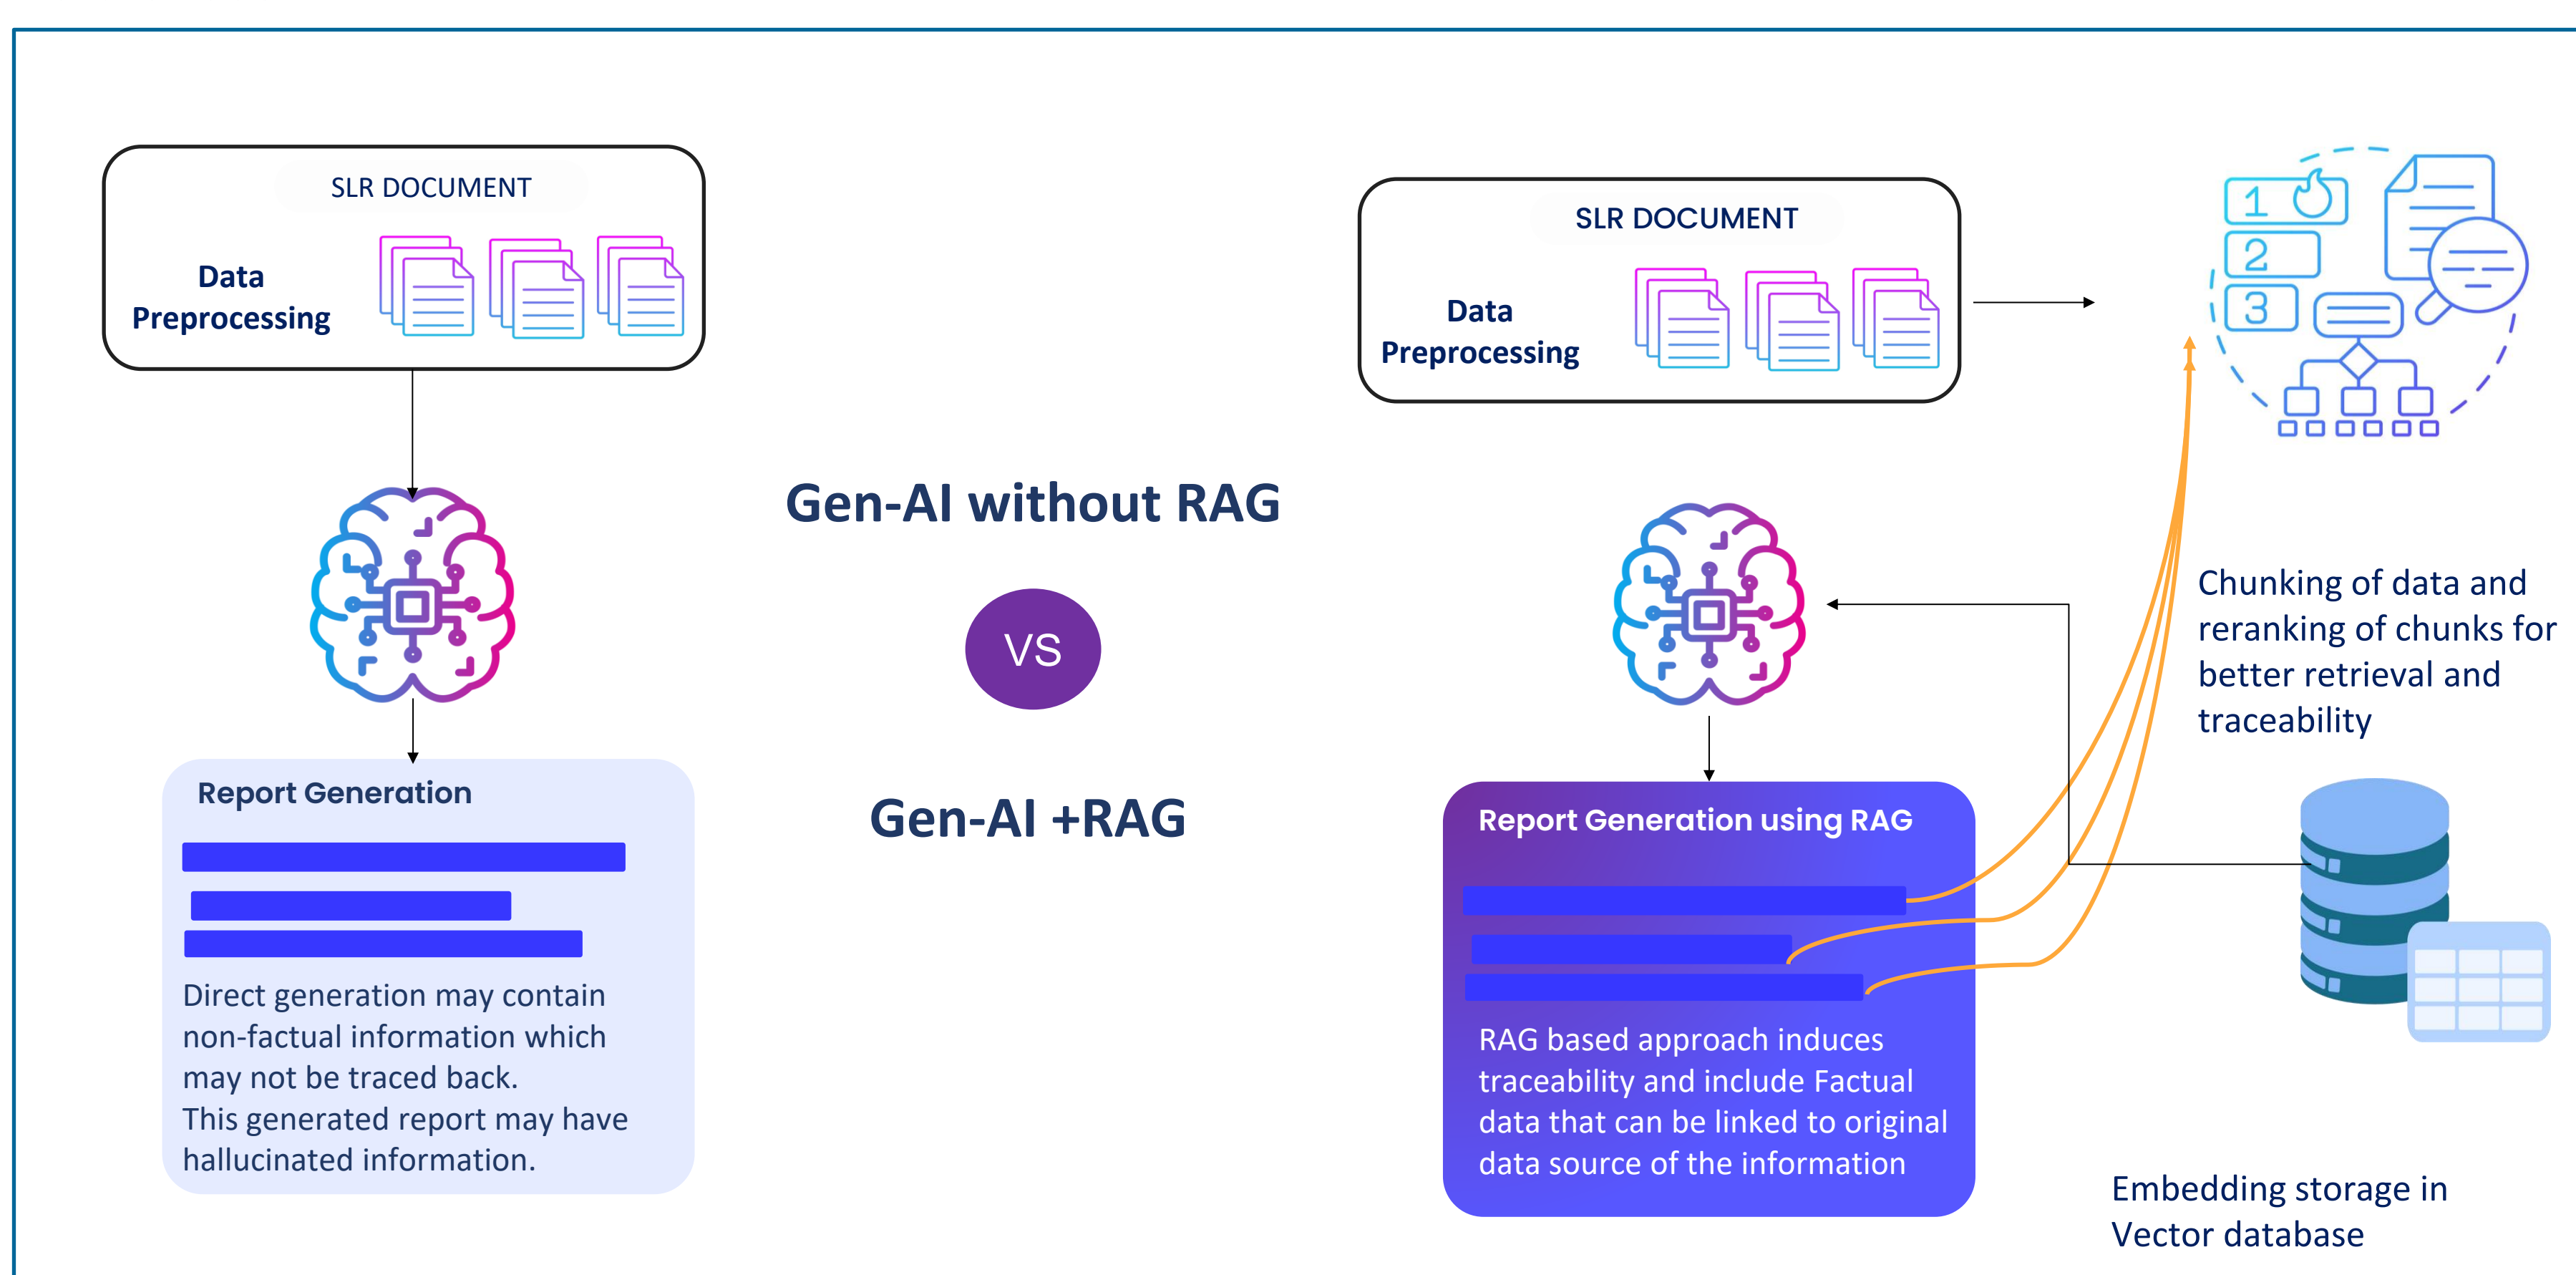 SLR DOCUMENT
Data
Preprocessing
Report Generation
Direct generation may contain
non-factual information which
may not be traced back.
This generated report may have
hallucinated information.
Gen-AI without RAG
VS
Gen-AI +RAG
SLR DOCUMENT
Data
Preprocessing
1
2
3
Chunking of data and
reranking of chunks for
better retrieval and
traceability
Report Generation using RAG
RAG based approach induces
traceability and include Factual
data that can be linked to original
data source of the information
Embedding storage in
Vector database